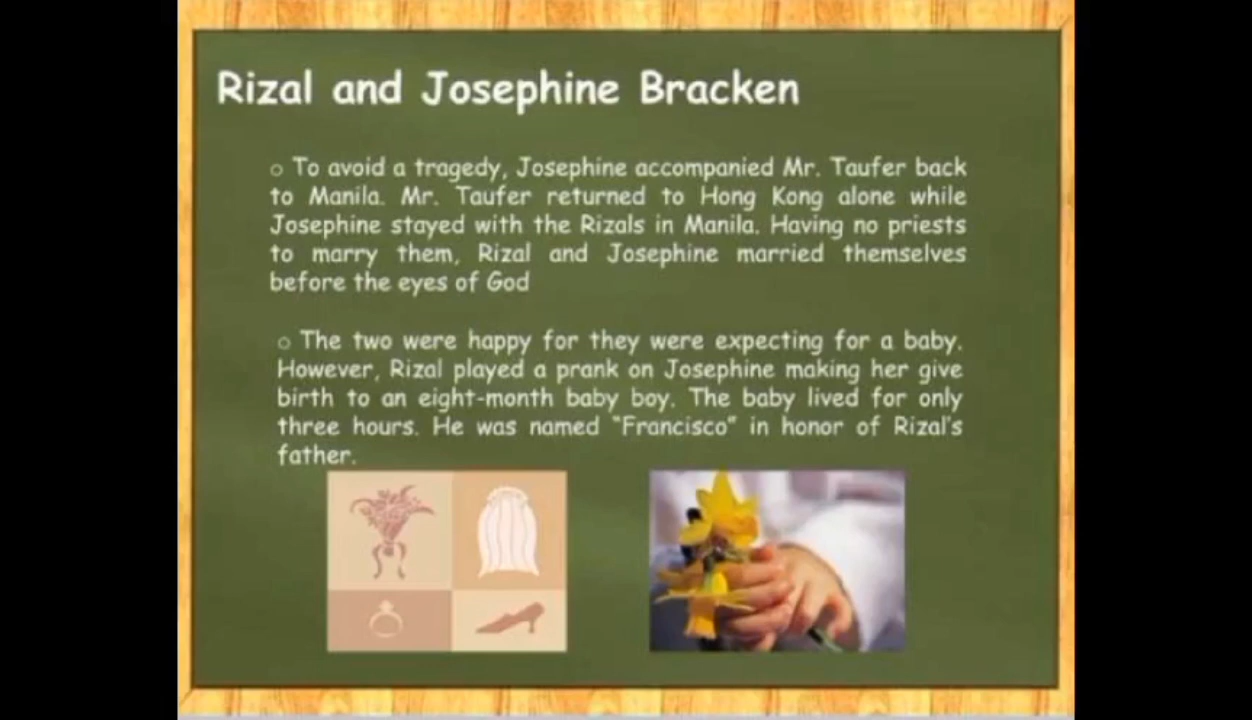 Rizal and Josephine Bracken
o To avoid a tragedy, Josephine accompanied Mr. Taufer back
to Manila. Mr. Taufer returned to Hong Kong alone while
Josephine stayed with the Rizals in Manila. Having no priests
to marry them, Rizal and Josephine married themselves
before the eyes of God
o The two were happy for they were expecting for a baby.
However, Rizal played a prank on Josephine making her give
birth to an eight-month baby boy. The baby lived for only
three hours. He was named "Francisco" in honor of Rizal's
father.